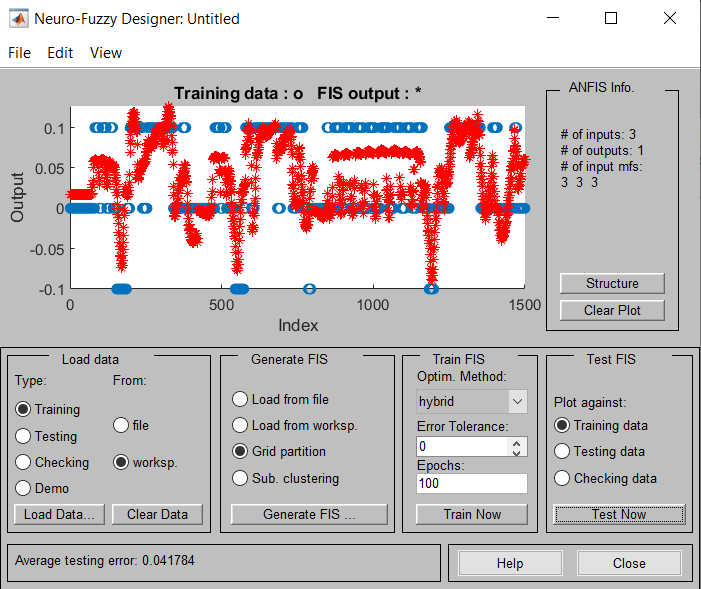 Neuro-Fuzzy Designer: Untitled
File Edit View
Training data : o FIS output : *
0.1
0.05
0
-0.05
-0.1
Output
0 500 1000 1500
Index
ANFIS Info.
# of inputs: 3
# of outputs: 1
# of input mfs:
3 3 3
Structure
Clear Plot
Load data
Type: From:
Training
Testing
Checking
Demo
file
worksp.
Load Data... Clear Data
Generate FIS
Load from file
Load from worksp.
Grid partition
Sub. clustering
Generate FIS ...
Train FIS
Optim. Method:
hybrid
Error Tolerance:
0
Epochs:
100
Train Now
Test FIS
Plot against:
Training data
Testing data
Checking data
Test Now
Average testing error: 0.041784
Help Close